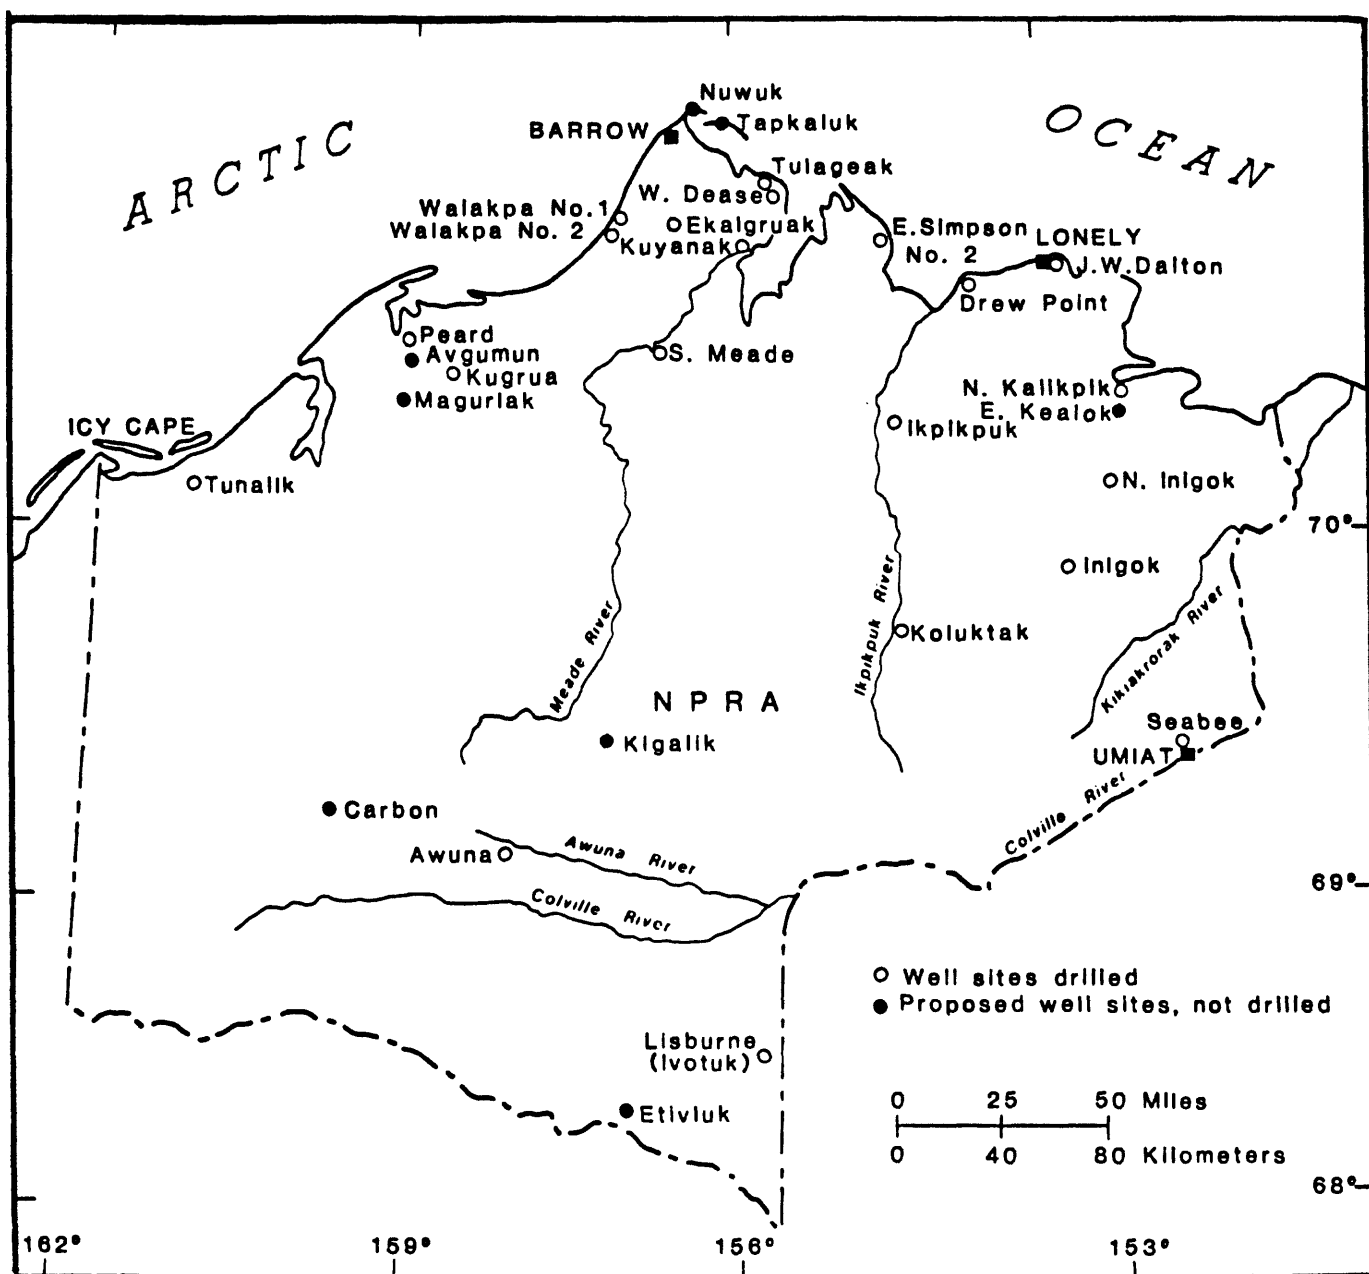 Nuwuk
Tapkaluk
BARROW
ARCTIC
OCEAN
Tulageak
W. Dease
Walakpa No. 1
Walakpa No. 2
Ekalgruak
Kuyanak
E. Simpson
No. 2
LONELY
J.W. Dalton
Drew Point
Peard
Avgumun
Kugrua
Magurlak
S. Meade
N. Kalikpik
E. Kealok
ICY CAPE
Ikpikpuk
Tunalik
N. Inigok
70°
Inigok
Ikpikpuk River
Koluktak
Meade River
Kikiakrorak River
NPRA
Seabee
Kigalik
UMIAT
Carbon
Colville River
Awuna
Awuna River
69°
Colville River
Well sites drilled
Proposed well sites, not drilled
Lisburne
(Ivotuk)
Etivluk
0 25 50 Miles
0 40 80 Kilometers
68°
162° 159° 156° 153°